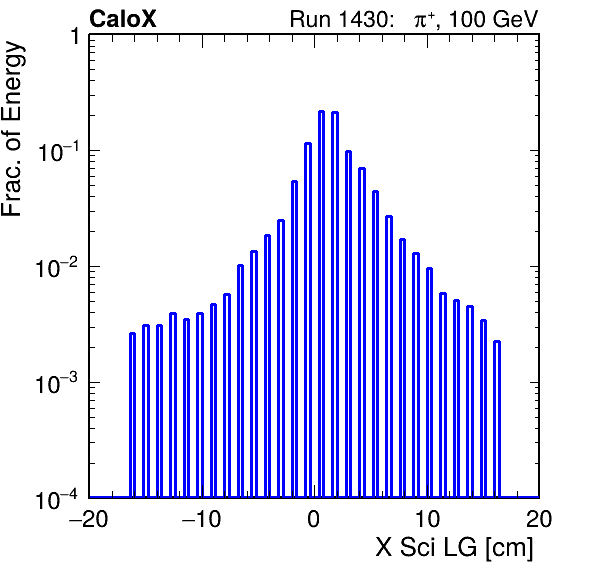 CaloX Run 1430: π⁺, 100 GeV
Frac. of Energy
1
10⁻¹
10⁻²
10⁻³
10⁻⁴
−20 −10 0 10 20
X Sci LG [cm]